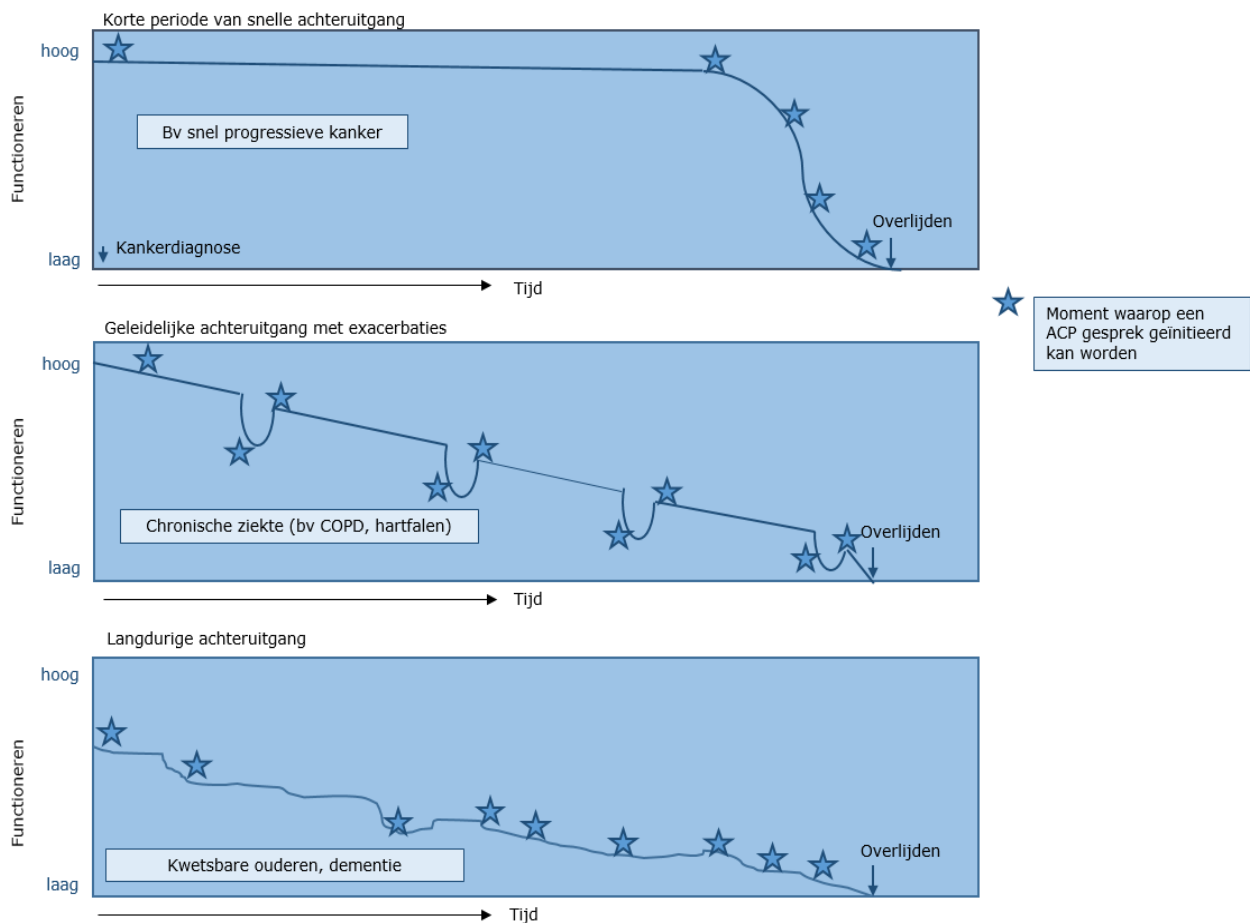 Korte periode van snelle achteruitgang
hoog
Functioneren
Bv snel progressieve kanker
Overlijden
Kankerdiagnose
laag
Tijd
Moment waarop een
ACP gesprek geïnitieerd
kan worden
Geleidelijke achteruitgang met exacerbaties
hoog
Functioneren
Chronische ziekte (bv COPD, hartfalen)
Overlijden
laag
Tijd
Langdurige achteruitgang
hoog
Functioneren
Overlijden
Kwetsbare ouderen, dementie
laag
Tijd